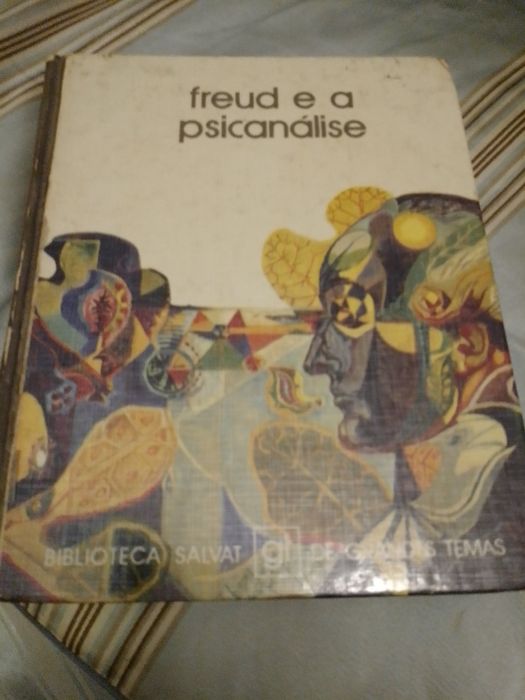 freud e a
psicanálise
BIBLIOTECA SALVAT gt DE GRANDES TEMAS